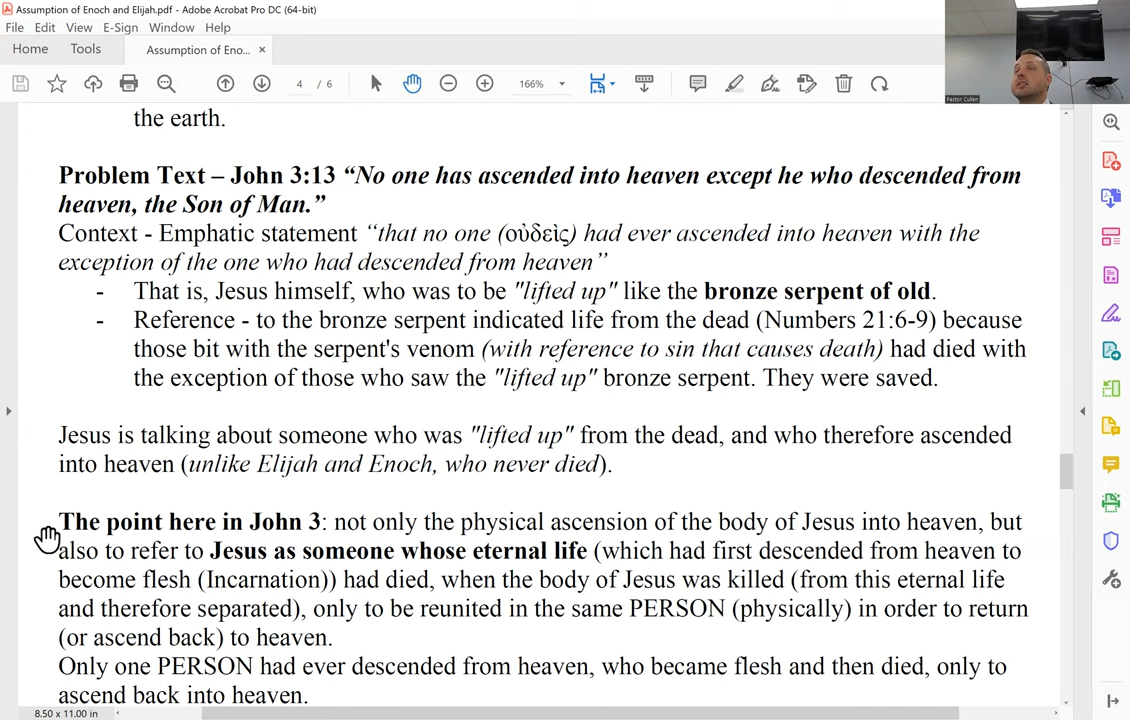 Assumption of Enoch and Elijah.pdf - Adobe Acrobat Pro DC (64-bit)
File Edit View E-Sign Window Help
Home Tools Assumption of Eno... ×
4 / 6 166%
Pastor Cullen
the earth.
Problem Text – John 3:13 “No one has ascended into heaven except he who descended from
heaven, the Son of Man.”
Context - Emphatic statement “that no one (οὐδεὶς) had ever ascended into heaven with the
exception of the one who had descended from heaven”
- That is, Jesus himself, who was to be "lifted up" like the bronze serpent of old.
- Reference - to the bronze serpent indicated life from the dead (Numbers 21:6-9) because
those bit with the serpent's venom (with reference to sin that causes death) had died with
the exception of those who saw the "lifted up" bronze serpent. They were saved.
Jesus is talking about someone who was "lifted up" from the dead, and who therefore ascended
into heaven (unlike Elijah and Enoch, who never died).
The point here in John 3: not only the physical ascension of the body of Jesus into heaven, but
also to refer to Jesus as someone whose eternal life (which had first descended from heaven to
become flesh (Incarnation)) had died, when the body of Jesus was killed (from this eternal life
and therefore separated), only to be reunited in the same PERSON (physically) in order to return
(or ascend back) to heaven.
Only one PERSON had ever descended from heaven, who became flesh and then died, only to
ascend back into heaven.
8.50 x 11.00 in